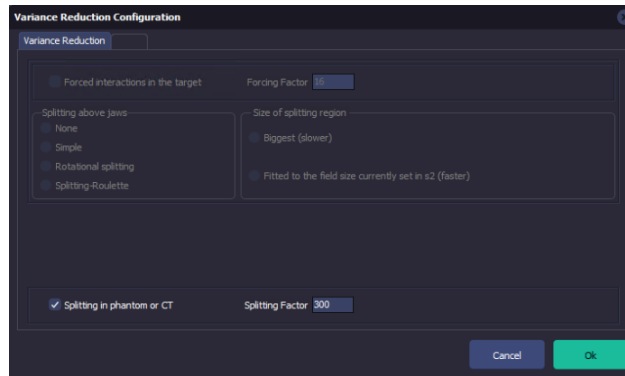 Variance Reduction Configuration
Variance Reduction
Forced interactions in the target Forcing Factor 16
Splitting above jaws
Size of splitting region
None
Biggest (slower)
Simple
Rotational splitting
Fitted to the field size currently set in s2 (faster)
Splitting-Roulette
Splitting in phantom or CT Splitting Factor 300
Cancel Ok